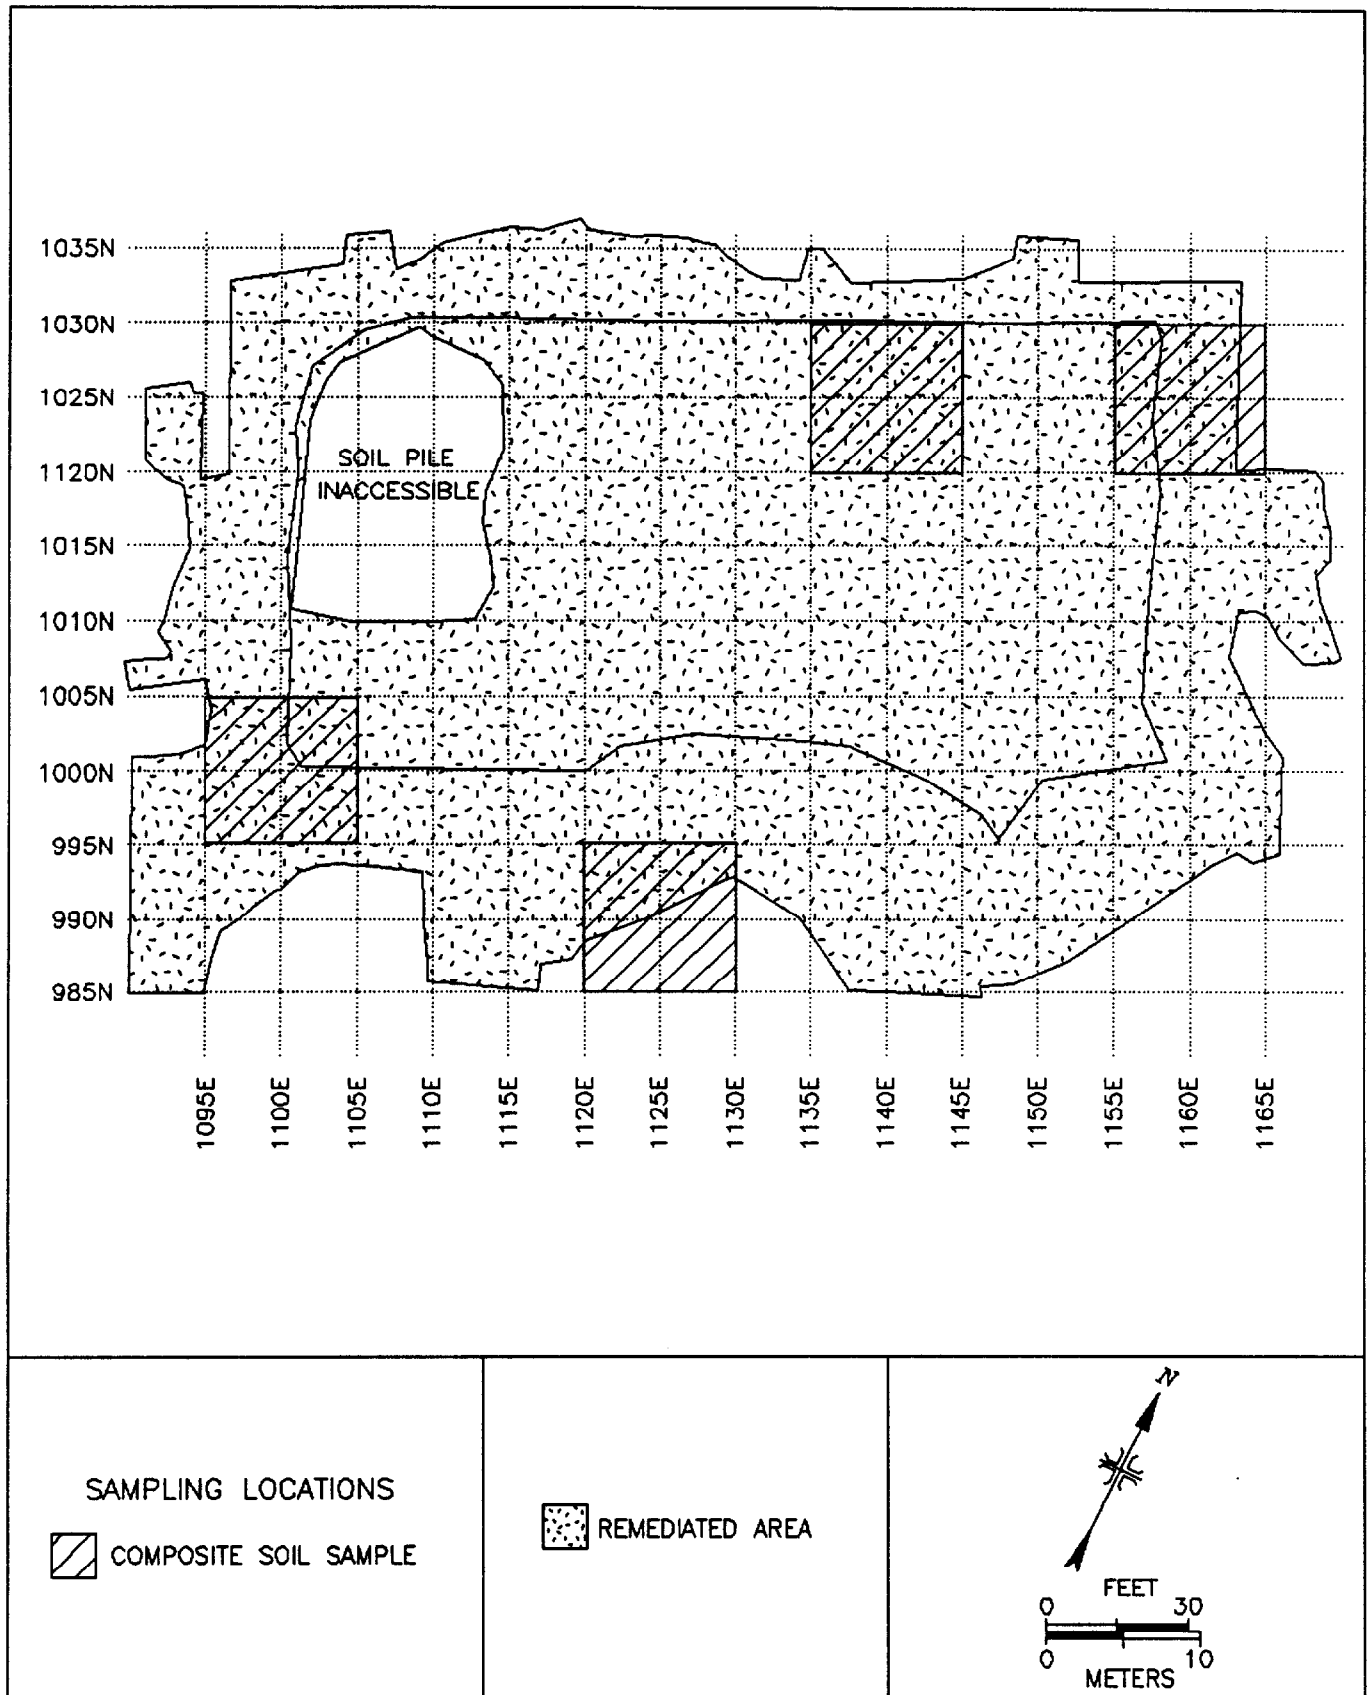 1035N
1030N
1025N
1120N
1015N
1010N
1005N
1000N
995N
990N
985N
SOIL PILE
INACCESSIBLE
1095E
1100E
1105E
1110E
1115E
1120E
1125E
1130E
1135E
1140E
1145E
1150E
1155E
1160E
1165E
SAMPLING LOCATIONS
COMPOSITE SOIL SAMPLE
REMEDIATED AREA
N
FEET
0 30
0 10
METERS